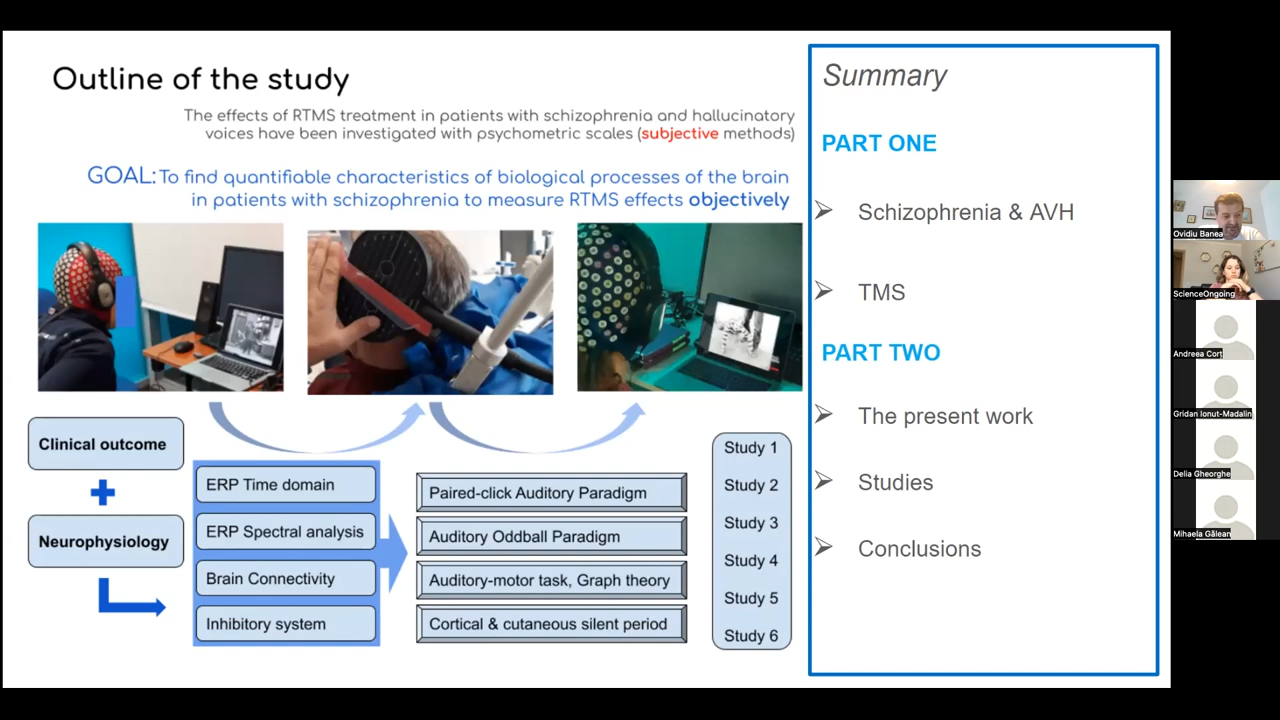 Outline of the study
The effects of RTMS treatment in patients with schizophrenia and hallucinatory
voices have been investigated with psychometric scales (subjective methods)
GOAL: To find quantifiable characteristics of biological processes of the brain
in patients with schizophrenia to measure RTMS effects objectively
Clinical outcome
Neurophysiology
ERP Time domain
ERP Spectral analysis
Brain Connectivity
Inhibitory system
Paired-click Auditory Paradigm
Auditory Oddball Paradigm
Auditory-motor task, Graph theory
Cortical & cutaneous silent period
Study 1
Study 2
Study 3
Study 4
Study 5
Study 6
Summary
PART ONE
Schizophrenia & AVH
TMS
PART TWO
The present work
Studies
Conclusions
Ovidiu Banea
ScienceOngoing
Andreea Corț
Gridan Ionut-Madalin
Delia Gheorghe
Mihaela Gălean